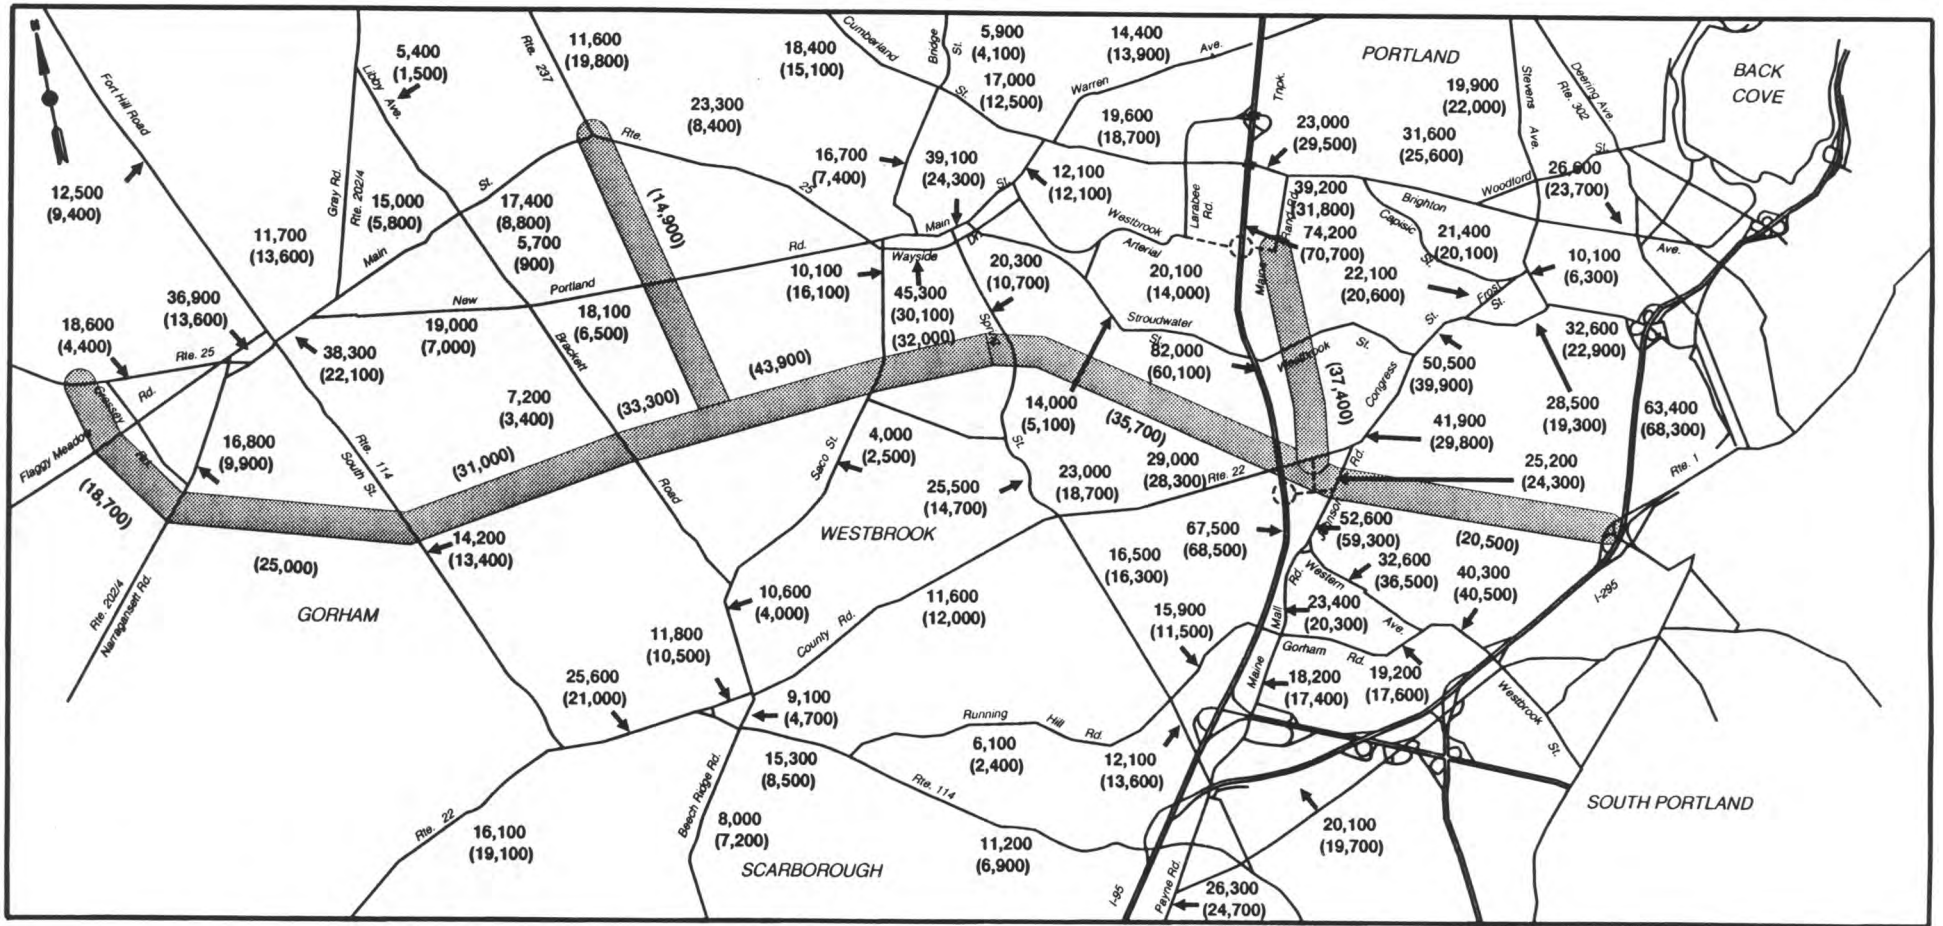 5,400
(1,500)
11,600
(19,800)
18,400
(15,100)
Cumberland
St.
Bridge
St.
5,900
(4,100)
17,000
(12,500)
14,400
(13,900)
Warren
Ave.
Tnpk.
PORTLAND
19,900
(22,000)
Stevens
Ave.
Deering Ave.
Rte. 302
BACK
COVE
Fort Hill Road
Libby
Ave.
Rte. 237
23,300
(8,400)
Rte.
25
19,600
(18,700)
23,000
(29,500)
31,600
(25,600)
12,500
(9,400)
Gray Rd.
Rte. 202/4
15,000
(5,800)
St.
Main
17,400
(8,800)
5,700
(900)
(14,900)
16,700
(7,400)
39,100
(24,300)
St.
Main
Dr.
12,100
(12,100)
Larabee
Rd.
39,200
(31,800)
Rand Rd.
74,200
(70,700)
Capisic
St.
Brighton
Ave.
Woodford
St.
26,600
(23,700)
11,700
(13,600)
Rd.
Portland
New
Wayside
Westbrook
Arterial
21,400
(20,100)
10,100
(6,300)
36,900
(13,600)
18,600
(4,400)
Rte. 25
19,000
(7,000)
18,100
(6,500)
10,100
(16,100)
45,300
(30,100)
(32,000)
20,300
(10,700)
Spring
St.
20,100
(14,000)
Maine
22,100
(20,600)
Frost
St.
Stroudwater
St.
38,300
(22,100)
Brackett
Road
(43,900)
82,000
(60,100)
Westbrook
St.
50,500
(39,900)
Congress
St.
32,600
(22,900)
28,500
(19,300)
63,400
(68,300)
Rd.
Flaggy Meadow
Rd.
16,800
(9,900)
7,200
(3,400)
(33,300)
14,000
(5,100)
(35,700)
(37,400)
41,900
(29,800)
(18,700)
Rte. 114
South St.
(31,000)
Saco St.
4,000
(2,500)
25,500
(14,700)
23,000
(18,700)
29,000
(28,300)
Rte. 22
Rd.
25,200
(24,300)
Rte. 1
(25,000)
14,200
(13,400)
WESTBROOK
67,500
(68,500)
52,600
(59,300)
(20,500)
Rte. 202/4
Narragansett Rd.
GORHAM
16,500
(16,300)
Western
Ave.
32,600
(36,500)
40,300
(40,500)
I-295
10,600
(4,000)
11,600
(12,000)
County
Rd.
15,900
(11,500)
Rd.
Mall
Maine
23,400
(20,300)
11,800
(10,500)
Gorham
Rd.
19,200
(17,600)
25,600
(21,000)
9,100
(4,700)
18,200
(17,400)
Westbrook
St.
Running
Hill
Rd.
6,100
(2,400)
12,100
(13,600)
15,300
(8,500)
Rte. 114
Rte. 22
16,100
(19,100)
Beech Ridge Rd.
8,000
(7,200)
SCARBOROUGH
11,200
(6,900)
20,100
(19,700)
SOUTH PORTLAND
I-95
Payne Rd.
26,300
(24,700)